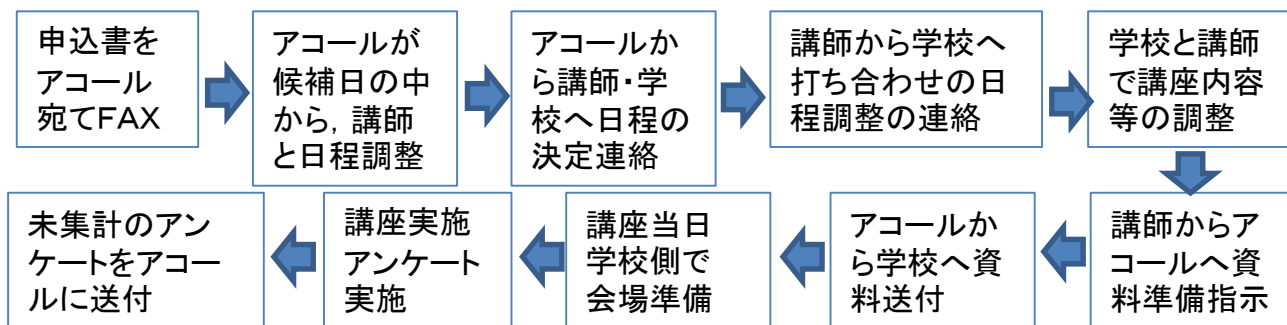 申込書を
アコール
宛てFAX
アコールが
候補日の中
から,講師
と日程調整
アコールか
ら講師・学
校へ日程の
決定連絡
講師から学校へ
打ち合わせの日
程調整の連絡
学校と講師
で講座内容
等の調整
講師からア
コールへ資
料準備指示
アコールか
ら学校へ資
料送付
講座当日
学校側で
会場準備
講座実施
アンケート
実施
未集計のアン
ケートをアコー
ルに送付